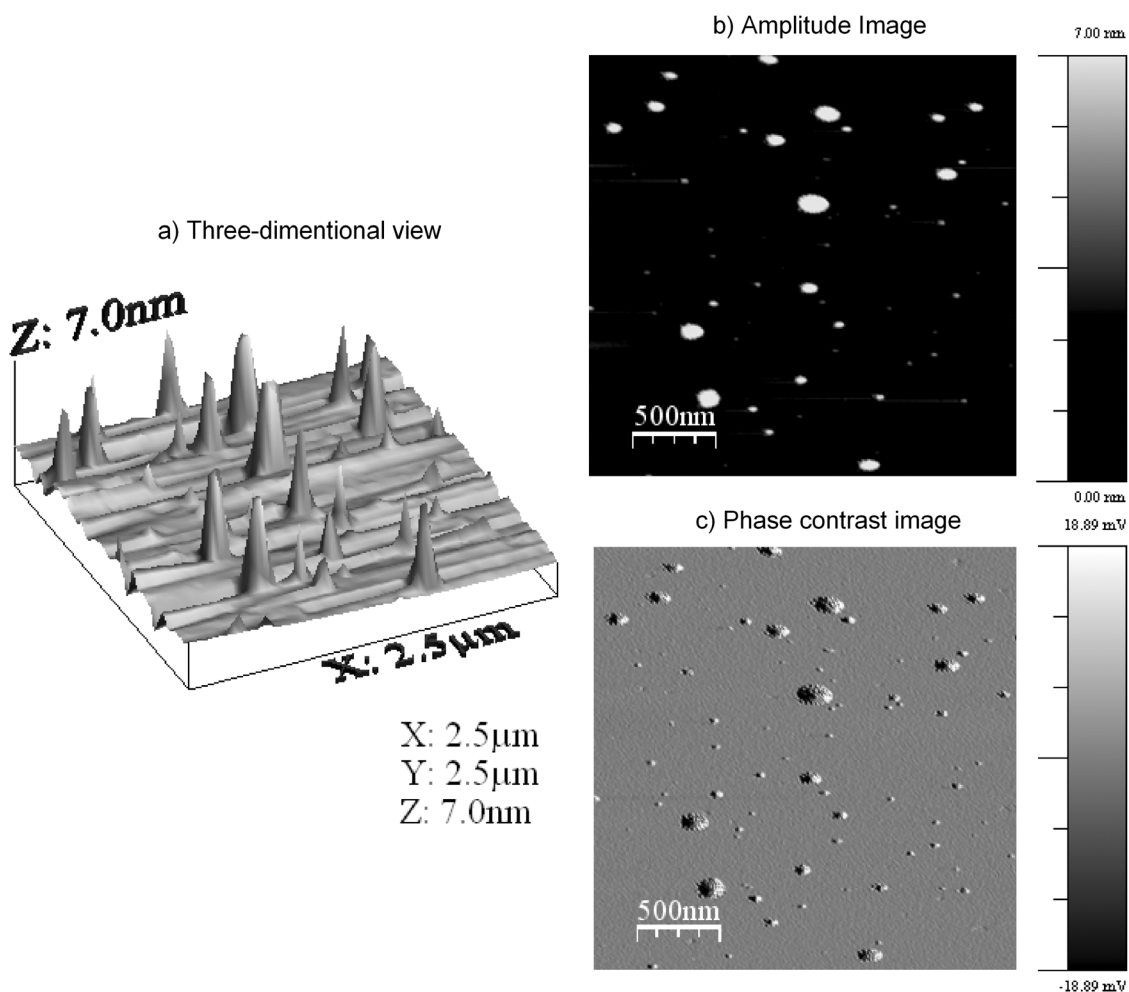 a) Three-dimentional view
Z: 7.0nm
X: 2.5µm
X: 2.5µm
Y: 2.5µm
Z: 7.0nm
b) Amplitude Image
7.00 nm
500nm
0.00 nm
c) Phase contrast image
18.89 mV
500nm
-18.89 mV